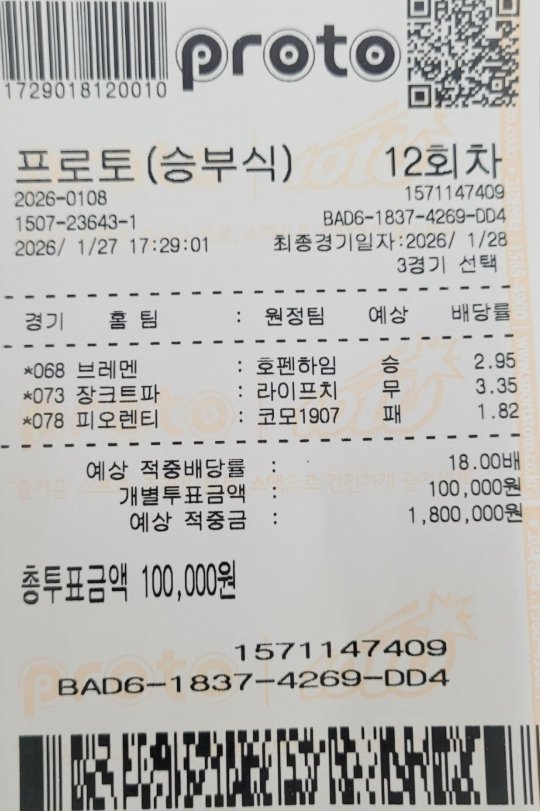 1729018120010
proto
프로토(승부식) 12회차
2026-0108 1571147409
1507-23643-1 BAD6-1837-4269-DD4
2026/ 1/27 17:29:01 최종경기일자:2026/ 1/28
3경기 선택
경기 홈 팀 : 원정팀 예상 배당률
*068 브레멘 : 호펜하임 승 2.95
*073 장크트파 : 라이프치 무 3.35
*078 피오렌티 : 코모1907 패 1.82
예상 적중배당률 : 18.00배
개별투표금액 : 100,000원
예상 적중금 : 1,800,000원
총투표금액 100,000원
1571147409
BAD6-1837-4269-DD4